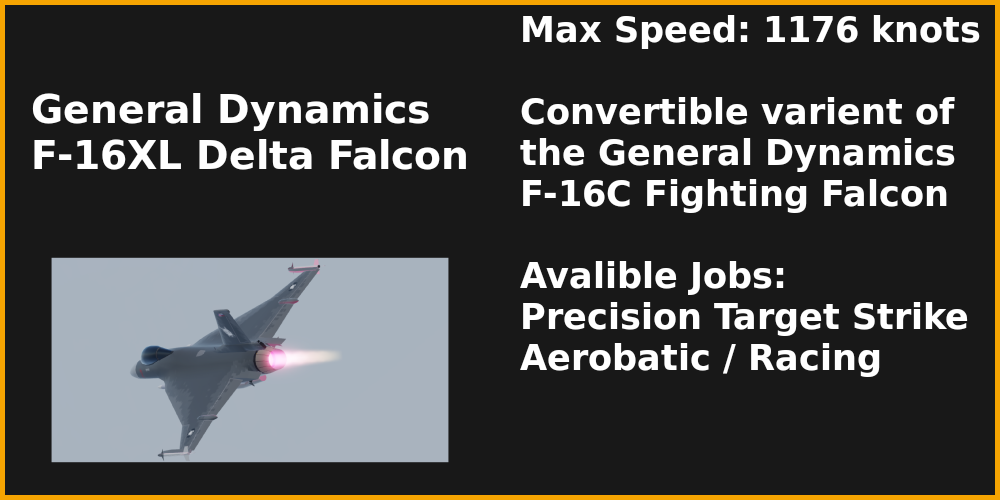 General Dynamics
F-16XL Delta Falcon
Max Speed: 1176 knots
Convertible varient of
the General Dynamics
F-16C Fighting Falcon
Avalible Jobs:
Precision Target Strike
Aerobatic / Racing